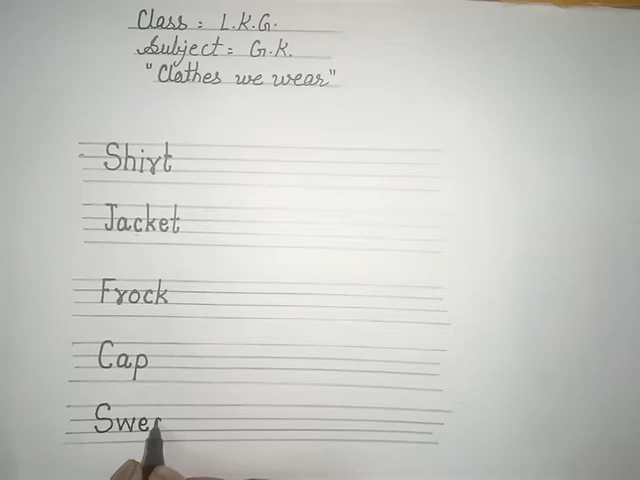 Class : L.K.G.
Subject : G.K.
"Clothes we wear"
Shirt
Jacket
Frock
Cap
Swe